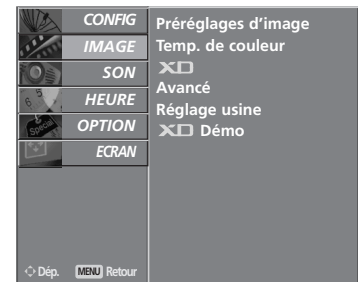 CONFIG
IMAGE
SON
HEURE
OPTION
ECRAN
Préréglages d'image
Temp. de couleur
XD
Avancé
Réglage usine
XD Démo
Dép. MENU Retour